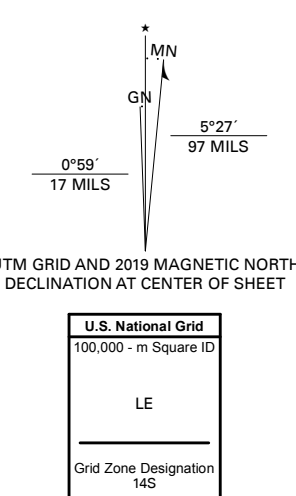 ★
MN
GN
5°27´
97 MILS
0°59´
17 MILS
UTM GRID AND 2019 MAGNETIC NORTH
DECLINATION AT CENTER OF SHEET
U.S. National Grid
100,000 - m Square ID
LE
Grid Zone Designation
14S